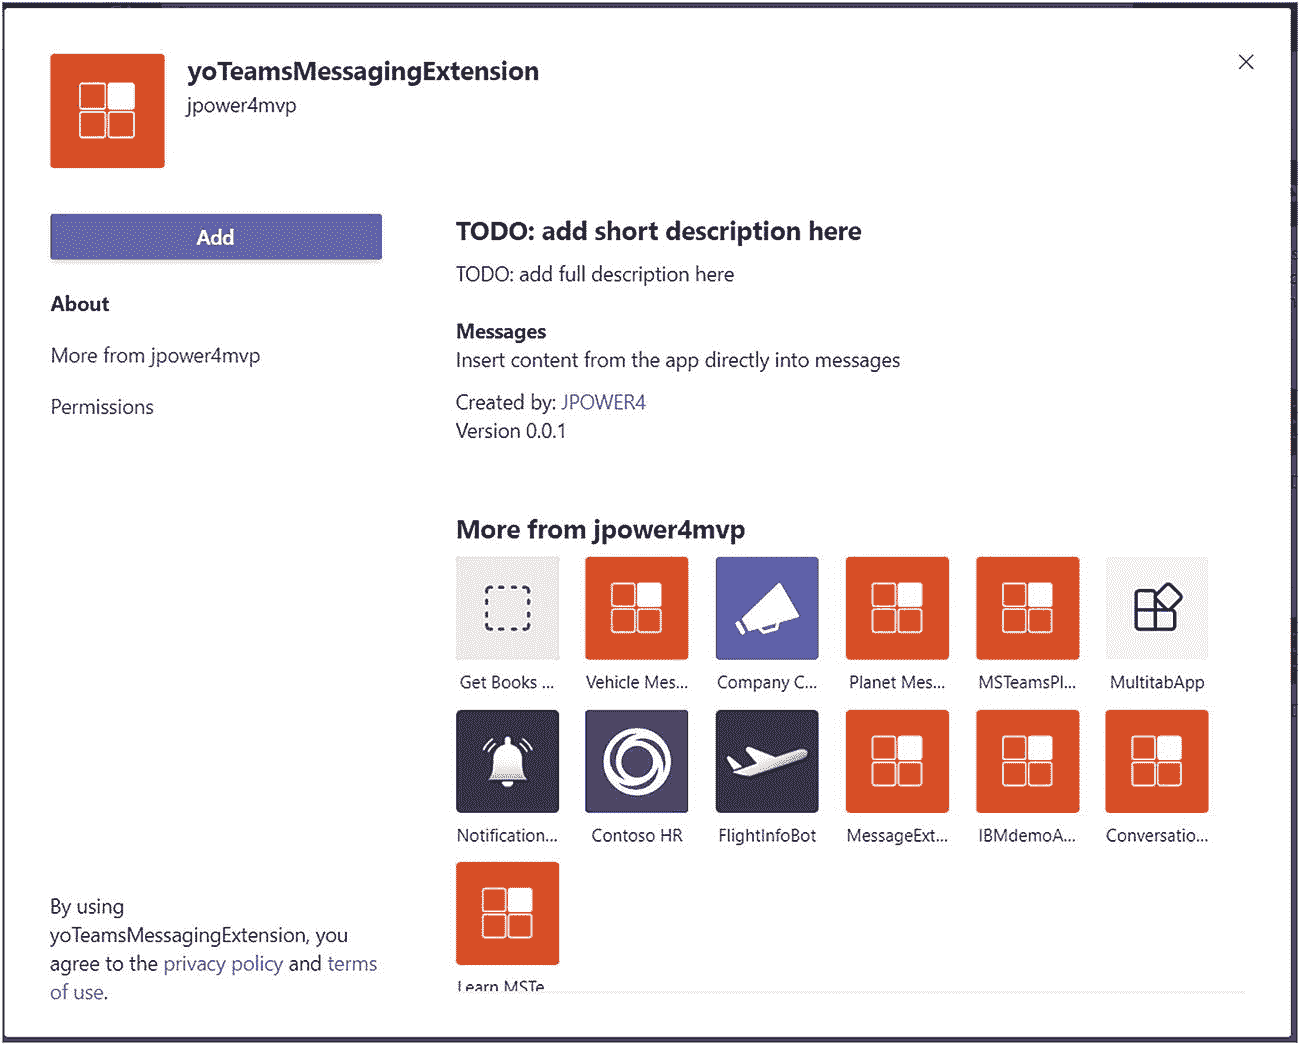 yoTeamsMessagingExtension
jpower4mvp
Add
About
More from jpower4mvp
Permissions
TODO: add short description here
TODO: add full description here
Messages
Insert content from the app directly into messages
Created by: JPOWER4
Version 0.0.1
More from jpower4mvp
Get Books ...
Vehicle Mes...
Company C...
Planet Mes...
MSTeamsPl...
MultitabApp
Notification...
Contoso HR
FlightInfoBot
MessageExt...
IBMdemoA...
Conversatio...
Learn MSTe
By using
yoTeamsMessagingExtension, you
agree to the privacy policy and terms
of use.